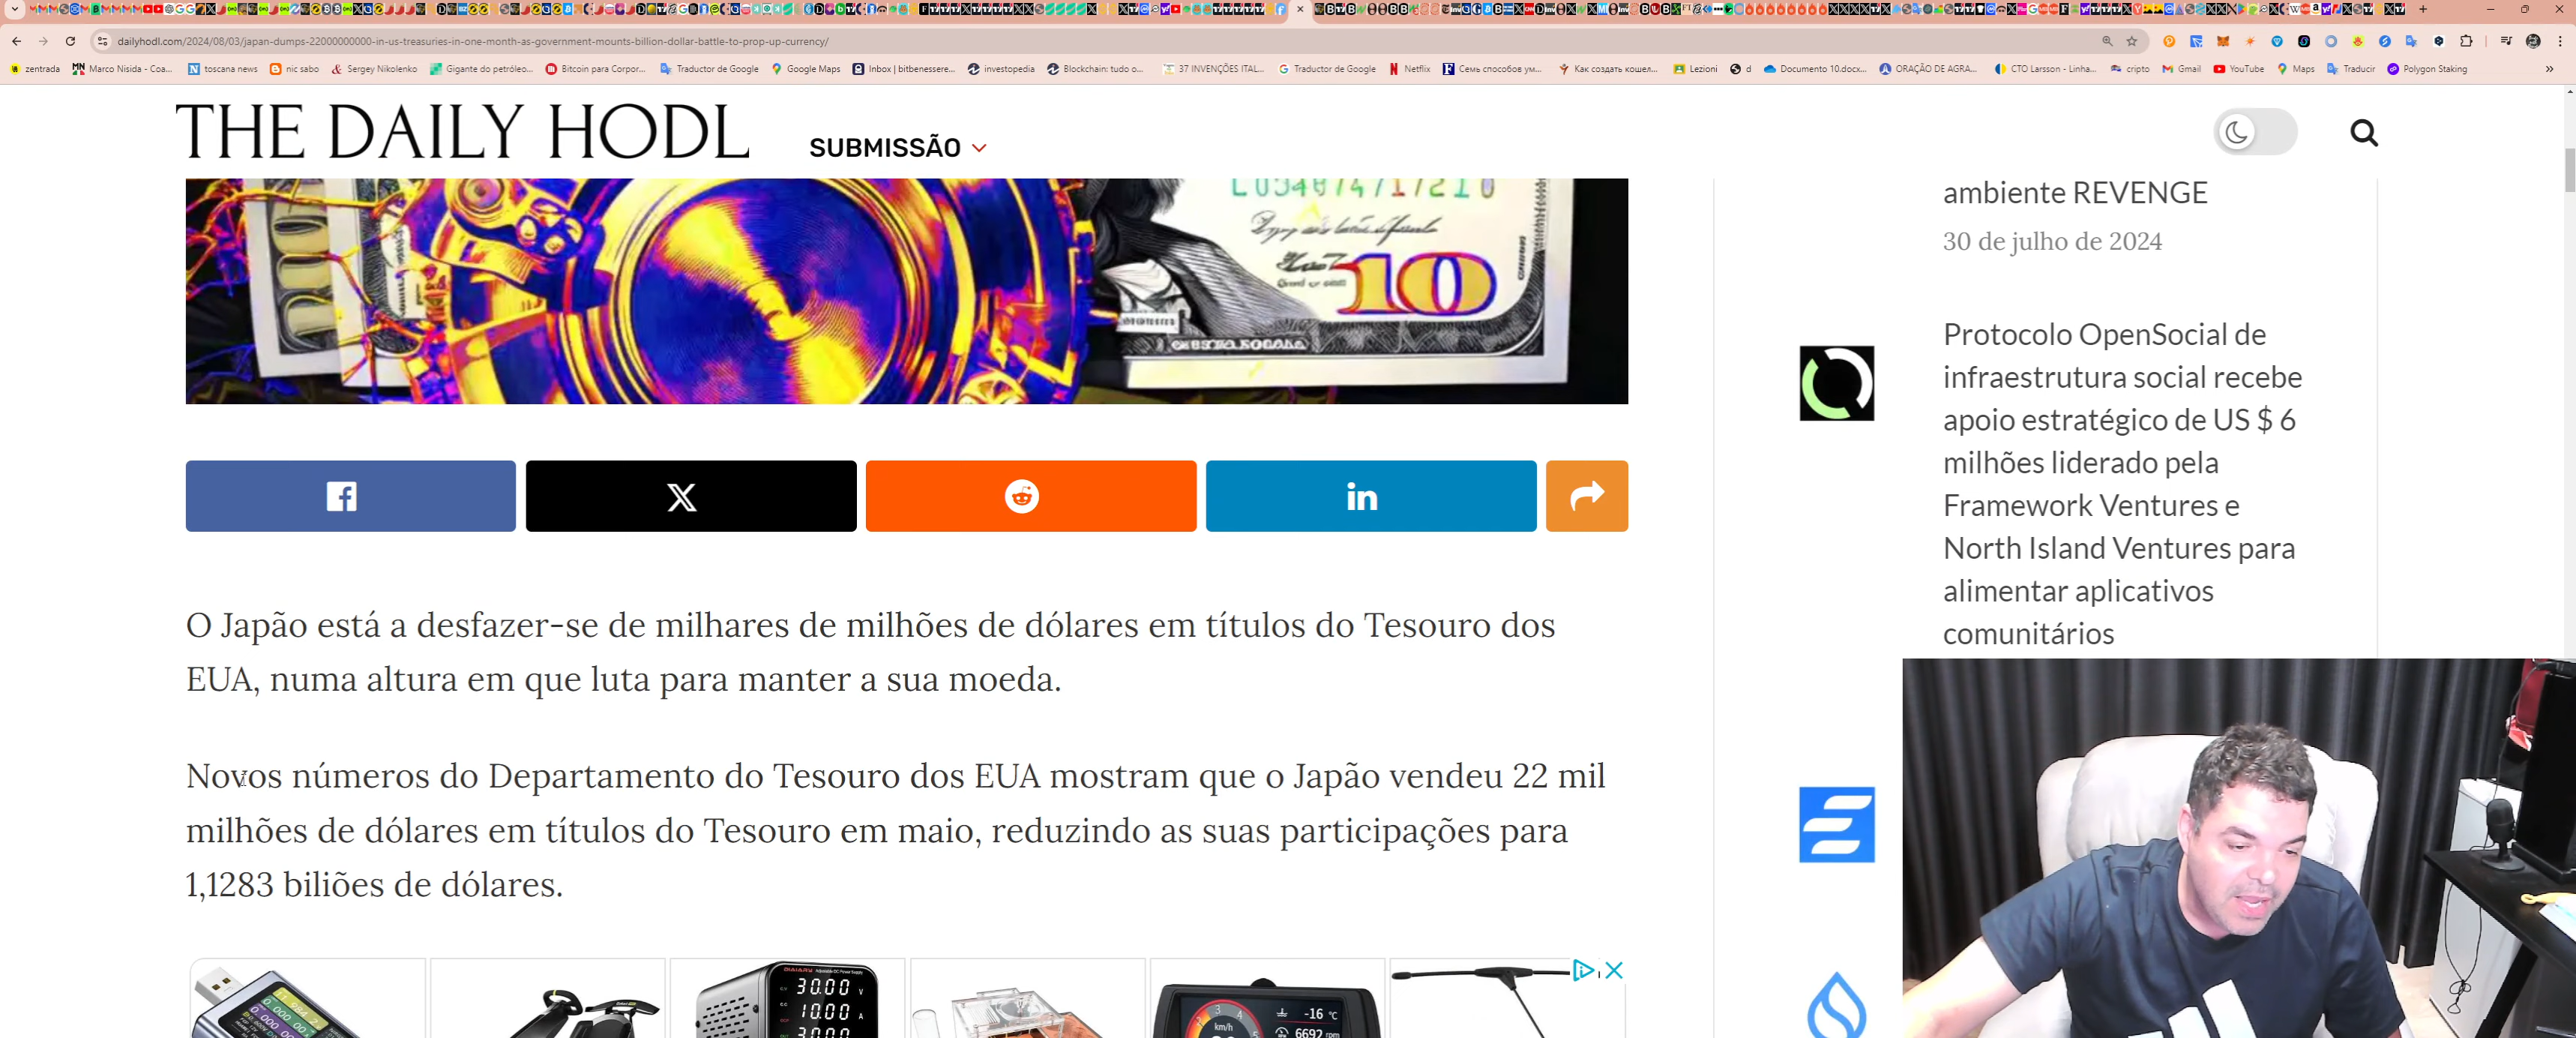 dailyhodl.com/2024/08/03/japan-dumps-22000000000-in-us-treasuries-in-one-month-as-government-mounts-billion-dollar-battle-to-prop-up-currency/
zentrada
Marco Nisida - Coa...
toscana news
nic sabo
Sergey Nikolenko
Gigante do petróleo...
Bitcoin para Corpor...
Traductor de Google
Google Maps
Inbox | bitbenessere...
investopedia
Blockchain: tudo o...
37 INVENÇÕES ITAL...
Traductor de Google
Netflix
Семь способов ум...
Как создать кошел...
Lezioni
d
Documento 10.docx...
ORAÇÃO DE AGRA...
CTO Larsson - Linha...
cripto
Gmail
YouTube
Maps
Traducir
Polygon Staking
THE DAILY HODL
SUBMISSÃO
10
ambiente REVENGE
30 de julho de 2024
Protocolo OpenSocial de
infraestrutura social recebe
apoio estratégico de US $ 6
milhões liderado pela
Framework Ventures e
North Island Ventures para
alimentar aplicativos
comunitários
O Japão está a desfazer-se de milhares de milhões de dólares em títulos do Tesouro dos
EUA, numa altura em que luta para manter a sua moeda.
Novos números do Departamento do Tesouro dos EUA mostram que o Japão vendeu 22 mil
milhões de dólares em títulos do Tesouro em maio, reduzindo as suas participações para
1,1283 biliões de dólares.
30.00 V
10.00 A
km/h
-16 °C
6692 rpm